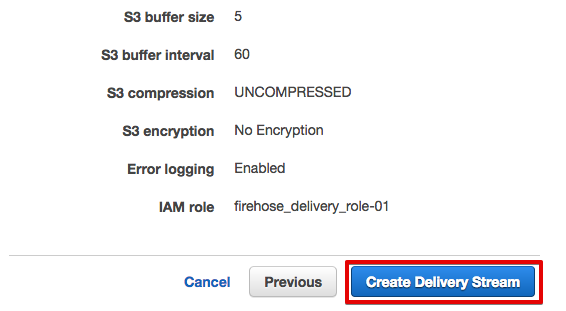 S3 buffer size 5
S3 buffer interval 60
S3 compression UNCOMPRESSED
S3 encryption No Encryption
Error logging Enabled
IAM role firehose_delivery_role-01
Cancel Previous Create Delivery Stream